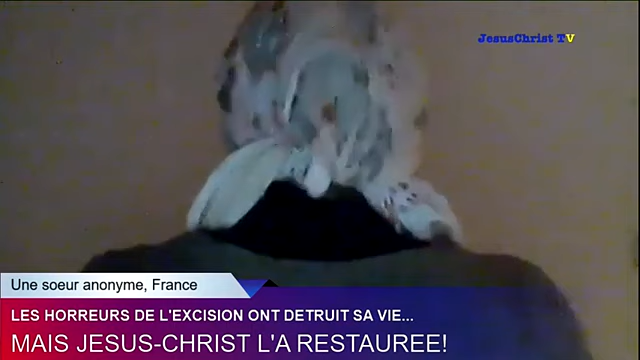 JesusChrist TV
Une soeur anonyme, France
LES HORREURS DE L'EXCISION ONT DETRUIT SA VIE...
MAIS JESUS-CHRIST L'A RESTAUREE!